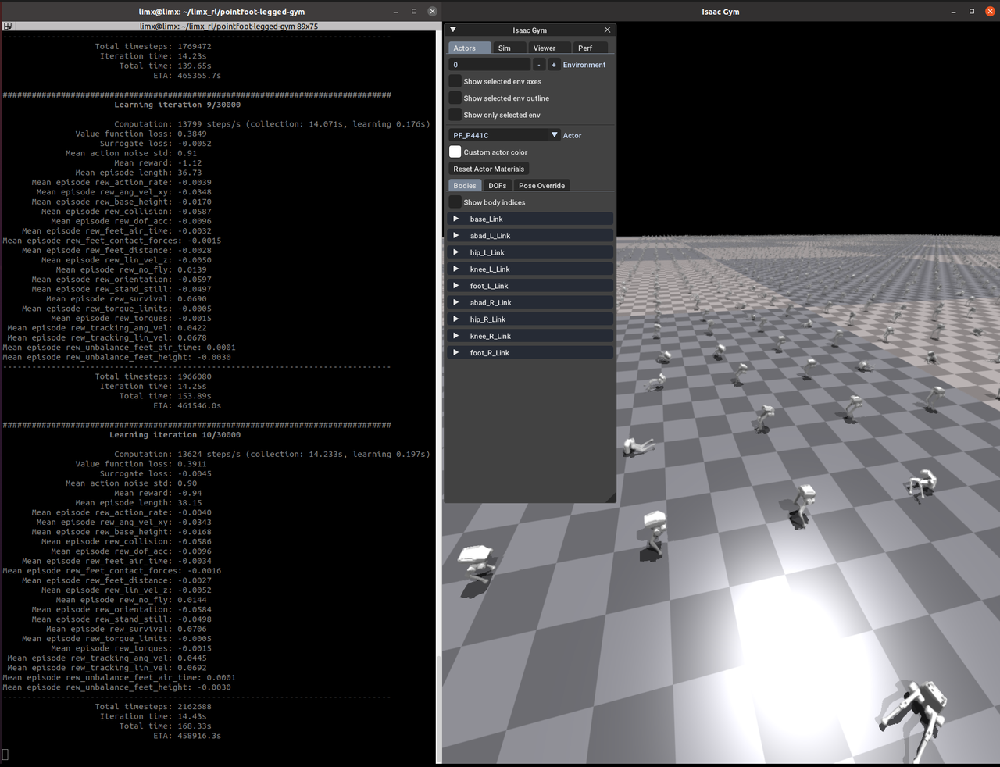 limx@limx: ~/limx_rl/pointfoot-legged-gym
limx@limx: ~/limx_rl/pointfoot-legged-gym 89x75
--------------------------------------------------------------------------------
Total timesteps: 1769472
Iteration time: 14.23s
Total time: 139.65s
ETA: 465365.7s
################################################################################
Learning iteration 9/30000
Computation: 13799 steps/s (collection: 14.071s, learning 0.176s)
Value function loss: 0.3849
Surrogate loss: -0.0052
Mean action noise std: 0.91
Mean reward: -1.12
Mean episode length: 36.73
Mean episode rew_action_rate: -0.0039
Mean episode rew_ang_vel_xy: -0.0348
Mean episode rew_base_height: -0.0170
Mean episode rew_collision: -0.0587
Mean episode rew_dof_acc: -0.0096
Mean episode rew_feet_air_time: -0.0032
Mean episode rew_feet_contact_forces: -0.0015
Mean episode rew_feet_distance: -0.0028
Mean episode rew_lin_vel_z: -0.0050
Mean episode rew_no_fly: 0.0139
Mean episode rew_orientation: -0.0597
Mean episode rew_stand_still: -0.0497
Mean episode rew_survival: 0.0690
Mean episode rew_torque_limits: -0.0005
Mean episode rew_torques: -0.0015
Mean episode rew_tracking_ang_vel: 0.0422
Mean episode rew_tracking_lin_vel: 0.0678
Mean episode rew_unbalance_feet_air_time: 0.0001
Mean episode rew_unbalance_feet_height: -0.0030
--------------------------------------------------------------------------------
Total timesteps: 1966080
Iteration time: 14.25s
Total time: 153.89s
ETA: 461546.0s
################################################################################
Learning iteration 10/30000
Computation: 13624 steps/s (collection: 14.233s, learning 0.197s)
Value function loss: 0.3911
Surrogate loss: -0.0045
Mean action noise std: 0.90
Mean reward: -0.94
Mean episode length: 38.15
Mean episode rew_action_rate: -0.0040
Mean episode rew_ang_vel_xy: -0.0343
Mean episode rew_base_height: -0.0168
Mean episode rew_collision: -0.0586
Mean episode rew_dof_acc: -0.0096
Mean episode rew_feet_air_time: -0.0034
Mean episode rew_feet_contact_forces: -0.0016
Mean episode rew_feet_distance: -0.0027
Mean episode rew_lin_vel_z: -0.0052
Mean episode rew_no_fly: 0.0144
Mean episode rew_orientation: -0.0584
Mean episode rew_stand_still: -0.0498
Mean episode rew_survival: 0.0706
Mean episode rew_torque_limits: -0.0005
Mean episode rew_torques: -0.0015
Mean episode rew_tracking_ang_vel: 0.0445
Mean episode rew_tracking_lin_vel: 0.0692
Mean episode rew_unbalance_feet_air_time: 0.0001
Mean episode rew_unbalance_feet_height: -0.0030
--------------------------------------------------------------------------------
Total timesteps: 2162688
Iteration time: 14.43s
Total time: 168.33s
ETA: 458916.3s
Isaac Gym
Isaac Gym
Actors Sim Viewer Perf
0 - + Environment
Show selected env axes
Show selected env outline
Show only selected env
PF_P441C Actor
Custom actor color
Reset Actor Materials
Bodies DOFs Pose Override
Show body indices
base_Link
abad_L_Link
hip_L_Link
knee_L_Link
foot_L_Link
abad_R_Link
hip_R_Link
knee_R_Link
foot_R_Link